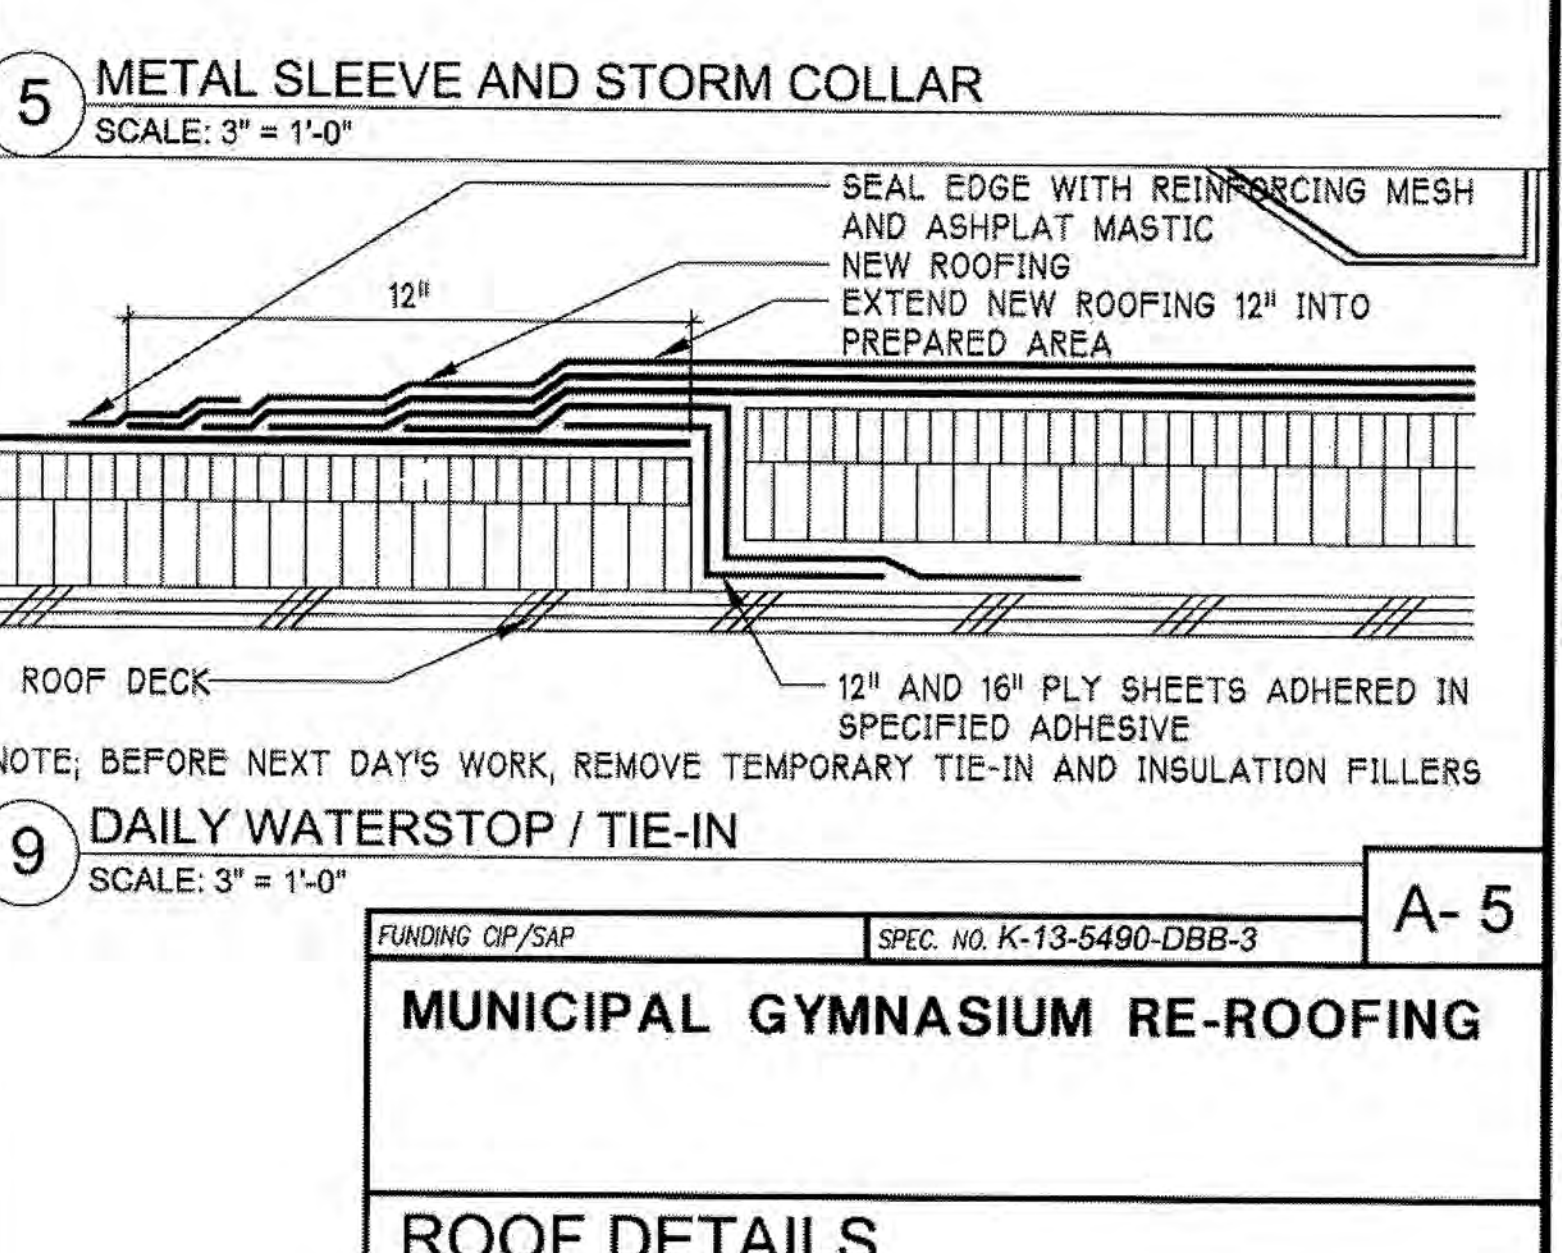 5 METAL SLEEVE AND STORM COLLAR
SCALE: 3" = 1'-0"
SEAL EDGE WITH REINFORCING MESH
AND ASHPLAT MASTIC
NEW ROOFING
12"
EXTEND NEW ROOFING 12" INTO
PREPARED AREA
ROOF DECK
12" AND 16" PLY SHEETS ADHERED IN
SPECIFIED ADHESIVE
NOTE; BEFORE NEXT DAY'S WORK, REMOVE TEMPORARY TIE-IN AND INSULATION FILLERS
9 DAILY WATERSTOP / TIE-IN
SCALE: 3" = 1'-0"
A- 5
FUNDING CIP/SAP
SPEC. NO. K-13-5490-DBB-3
MUNICIPAL GYMNASIUM RE-ROOFING
ROOF DETAILS